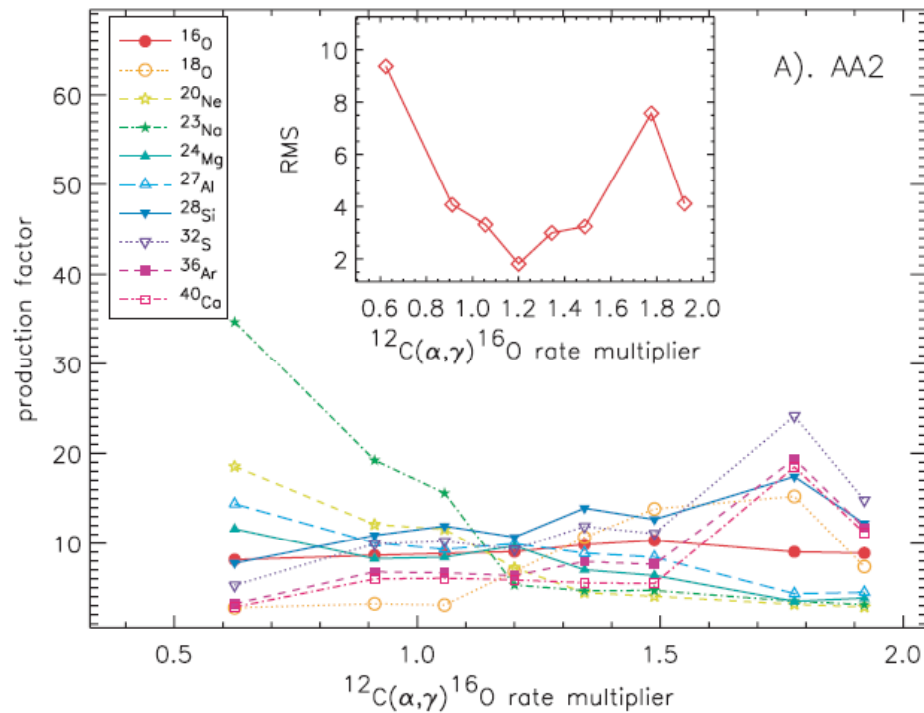 ¹⁶O
¹⁸O
²⁰Ne
²³Na
²⁴Mg
²⁷Al
²⁸Si
³²S
³⁶Ar
⁴⁰Ca
A). AA2
RMS
10
8
6
4
2
0.6 0.8 1.0 1.2 1.4 1.6 1.8 2.0
¹²C(α,γ)¹⁶O rate multiplier
production factor
60
50
40
30
20
10
0.5 1.0 1.5 2.0
¹²C(α,γ)¹⁶O rate multiplier